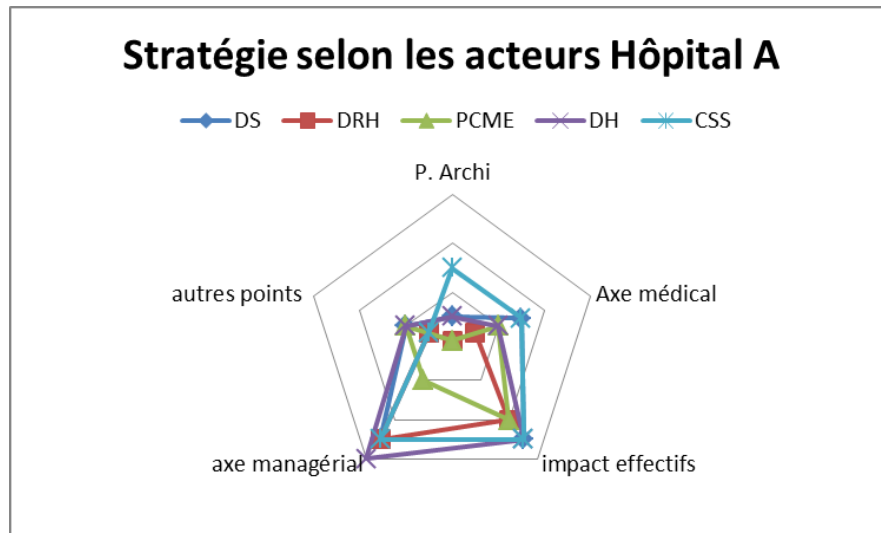 Stratégie selon les acteurs Hôpital A
DS DRH PCME DH CSS
P. Archi
autres points Axe médical
axe managérial impact effectifs